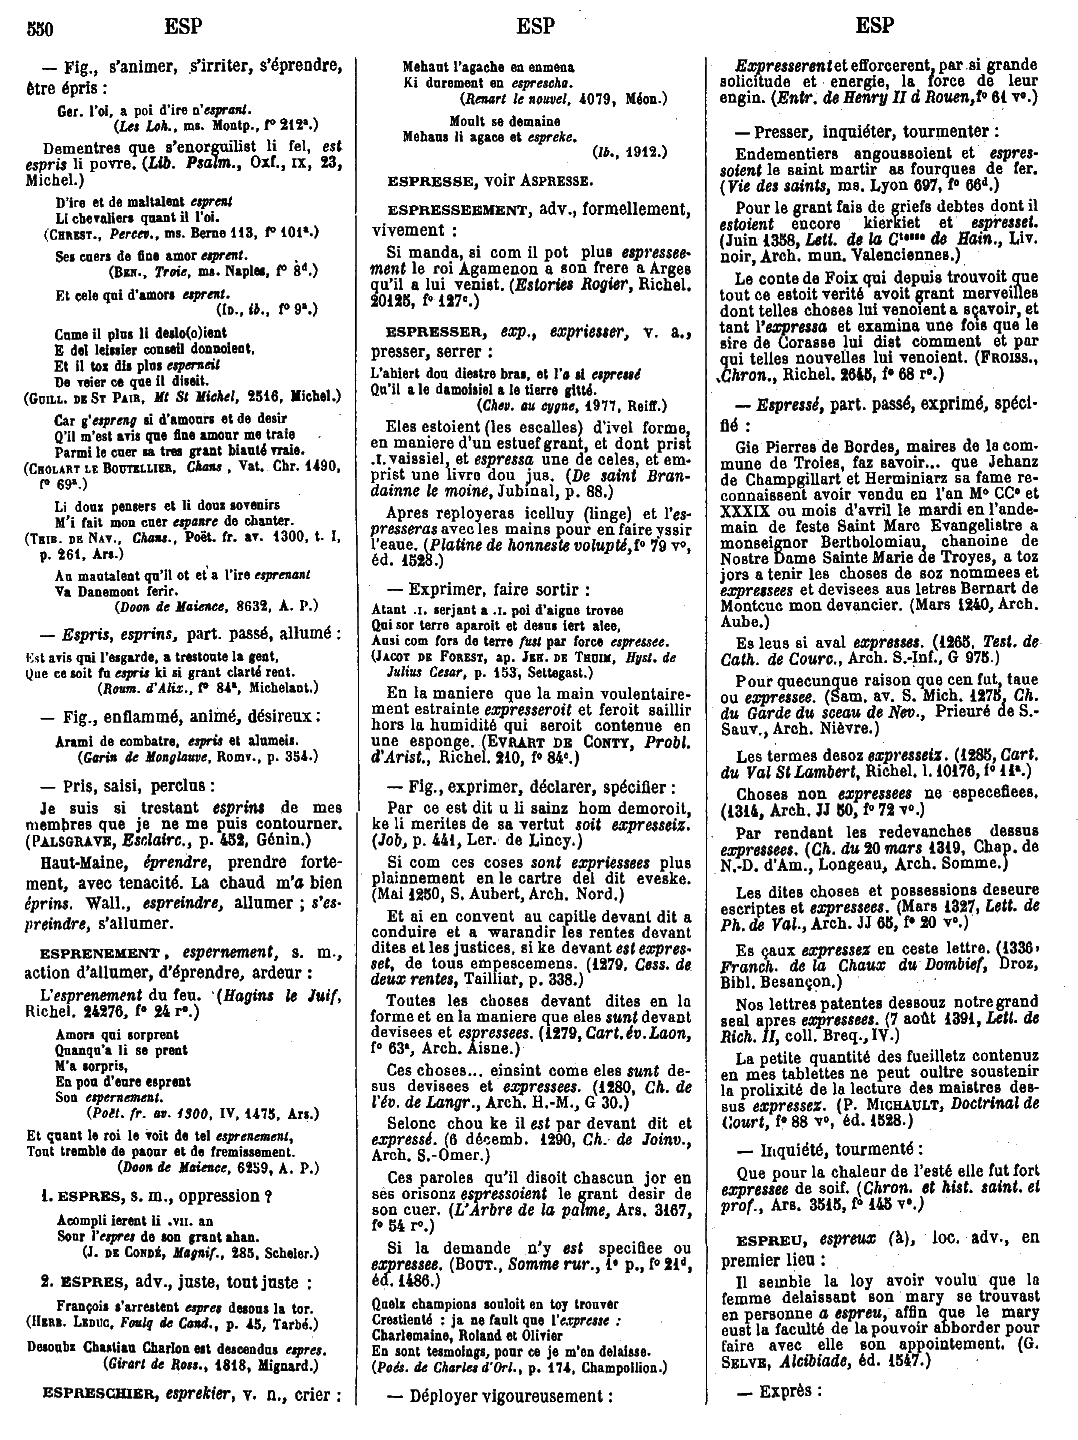 550 ESP ESP ESP
— Fig., s'animer, s'irriter, s'éprendre,
être épris :
Ger. l'oi, a poi d'ire n'esprant.
(Les Loh., ms. Montp., f° 212ª.)
Dementres que s'enorguilist li fel, est
espris li povre. (Lib. Psalm., Oxf., IX, 23,
Michel.)
D'ire et de maltalent esprent
Li chevaliers quant il l'oi.
(CHREST., Percev., ms. Berne 113, f° 101ª.)
Ses cuers de fine amor esprent.
(BEN., Troie, ms. Naples, f° 8ᵈ.)
Et cele qui d'amors esprent.
(ID., ib., f° 9ª.)
Cume il plus li deslo(o)ient
E del leissier conseil donnoient,
Et il toz dis plus esperneit
De veier ce que il diseit.
(GUILL. DE ST PAIR, Mt St Michel, 2516, Michel.)
Car g'espreng si d'amours et de desir
Q'il m'est avis que fine amour me traie
Parmi le cuer sa tres grant biauté vraie.
(CHOLART LE BOUTELLIER, Chans, Vat. Chr. 1490,
f° 69ª.)
Li douz pensers et li douz sovenirs
M'i fait mon cuer espanre de chanter.
(THIB. DE NAV., Chans., Poët. fr. av. 1300, t. I,
p. 261, Ars.)
Au mautalent qu'il ot et a l'ire esprenant
Va Danemont ferir.
(Doon de Maience, 8632, A. P.)
— Espris, esprins, part. passé, allumé :
Est avis qui l'esgarde, a trestoute la gent,
Que ce soit fu espris ki si grant clarté rent.
(Roum. d'Alix., f° 84ª, Michelant.)
— Fig., enflammé, animé, désireux :
Arami de combatre, espris et alumeis.
(Garin de Monglauve, Romv., p. 354.)
— Pris, saisi, perclus :
Je suis si trestant esprins de mes
membres que je ne me puis contourner.
(PALSGRAVE, Esclairc., p. 452, Génin.)
Haut-Maine, éprendre, prendre forte-
ment, avec tenacité. La chaud m'a bien
éprins. Wall., espreindre, allumer ; s'es-
preindre, s'allumer.
ESPRENEMENT, espernement, s. m.,
action d'allumer, d'éprendre, ardeur :
L'esprenement du feu. (Hagins le Juif,
Richel. 24276, f° 24 r°.)
Amors qui sorprent
Quanqu'a li se prent
M'a sorpris,
En pou d'eure esprent
Son espernement.
(Poët. fr. av. 1300, IV, 1475, Ars.)
Et quant le roi le voit de tel esprenement,
Tout tremble de paour et de fremissement.
(Doon de Maience, 6259, A. P.)
1. ESPRES, s. m., oppression ?
Acompli ierent li .VII. an
Sour l'espres de son grant ahan.
(J. DE CONDÉ, Magnif., 285, Scheler.)
2. ESPRES, adv., juste, tout juste :
François s'arrestent espres desous la tor.
(HERB. LEDUC, Foulq de Cand., p. 45, Tarbé.)
Desoubz Chastiau Charlon est descendus espres.
(Girart de Ross., 1818, Mignard.)
ESPRESCHIER, esprekier, v. n., crier :
Mehaut l'agache en enmena
Ki durement en esprescha.
(Renart le nouvel, 4079, Méon.)
Moult se demaine
Mehaus li agace et espreke.
(Ib., 1912.)
ESPRESSE, voir ASPRESSE.
ESPRESSEEMENT, adv., formellement,
vivement :
Si manda, si com il pot plus espressee-
ment le roi Agamenon a son frere a Arges
qu'il a lui venist. (Estories Rogier, Richel.
20125, f° 127ᶜ.)
ESPRESSER, exp., expriesser, v. a.,
presser, serrer :
L'abiert dou diestre bras, et l'a si espressé
Qu'il a le damoisiel a le tierre gitté.
(Chev. au cygne, 1977, Reiff.)
Eles estoient (les escalles) d'ivel forme,
en maniere d'un estuef grant, et dont prist
.I. vaissiel, et espressa une de celes, et em-
prist une livre dou jus. (De saint Bran-
dainne le moine, Jubinal, p. 88.)
Apres reployeras icelluy (linge) et l'es-
presseras avec les mains pour en faire yssir
l'eaue. (Platine de honneste volupté, f° 79 v°,
éd. 1528.)
— Exprimer, faire sortir :
Atant .I. serjant a .I. poi d'aigue trovee
Qui sor terre aparoit et desus iert alee,
Ausi com fors de terre fust par force espressee.
(JACOT DE FOREST, ap. JEH. DE THUIN, Hyst. de
Julius Cesar, p. 153, Settegast.)
En la maniere que la main voulentaire-
ment estrainte expresseroit et feroit saillir
hors la humidité qui seroit contenue en
une esponge. (EVRART DE CONTY, Probl.
d'Arist., Richel. 210, f° 84ᶜ.)
— Fig., exprimer, déclarer, spécifier :
Par ce est dit u li sainz hom demoroit,
ke li merites de sa vertut soit expresseiz.
(Job, p. 441, Ler. de Lincy.)
Si com ces coses sont expriessees plus
plainnement en le cartre del dit eveske.
(Mai 1250, S. Aubert, Arch. Nord.)
Et ai en convent au capitle devant dit a
conduire et a warandir les rentes devant
dites et les justices, si ke devant est expres-
set, de tous empescemens. (1279, Cess. de
deux rentes, Tailliar, p. 338.)
Toutes les choses devant dites en la
forme et en la maniere que eles sunt devant
devisees et espressees. (1279, Cart. év. Laon,
f° 63ª, Arch. Aisne.)
Ces choses... einsint come eles sunt de-
sus devisees et expressees. (1280, Ch. de
l'év. de Langr., Arch. H.-M., G 30.)
Selonc chou ke il est par devant dit et
expressé. (6 décemb. 1290, Ch. de Joinv.,
Arch. S.-Omer.)
Ces paroles qu'il disoit chascun jor en
ses orisonz espressoient le grant desir de
son cuer. (L'Arbre de la palme, Ars. 3167,
f° 54 r°.)
Si la demande n'y est specifiee ou
expressee. (BOUT., Somme rur., 1ᵉ p., f° 21ᵈ,
éd. 1486.)
Quelz champions souloit en toy trouver
Crestienté : ja ne fault que l'expresse :
Charlemaine, Roland et Olivier
En sont tesmoings, pour ce je m'en delaisse.
(Poés. de Charles d'Orl., p. 174, Champollion.)
— Déployer vigoureusement :
Expresserent et efforcerent, par si grande
solicitude et energie, la force de leur
engin. (Entr. de Henry II à Rouen, f° 61 v°.)
— Presser, inquiéter, tourmenter :
Endementiers angoussoient et espres-
soient le saint martir as fourques de fer.
(Vie des saints, ms. Lyon 697, f° 66ᵈ.)
Pour le grant fais de griefs debtes dont il
estoient encore kierkiet et espresset.
(Juin 1358, Lett. de la Cᵗᵉˢˢᵉ de Hain., Liv.
noir, Arch. mun. Valenciennes.)
Le conte de Foix qui depuis trouvoit que
tout ce estoit verité avoit grant merveilles
dont telles choses lui venoient a sçavoir, et
tant l'expressa et examina une fois que le
sire de Corasse lui dist comment et par
qui telles nouvelles lui venoient. (FROISS.,
Chron., Richel. 2645, f° 68 r°.)
— Espressé, part. passé, exprimé, spéci-
fié :
Gie Pierres de Bordes, maires de la com-
mune de Troies, faz savoir... que Jehanz
de Champgillart et Herminiarz sa fame re-
connaissent avoir vendu en l'an M° CC° et
XXXIX ou mois d'avril le mardi en l'ande-
main de feste Saint Marc Evangelistre a
monseignor Bertholomiau, chanoine de
Nostre Dame Sainte Marie de Troyes, a toz
jors a tenir les choses de soz nommees et
expressees et devisees aus letres Bernart de
Montcuc mon devancier. (Mars 1240, Arch.
Aube.)
Es leus si aval expresses. (1265, Test. de
Cath. de Courc., Arch. S.-Inf., G 975.)
Pour quecunque raison que cen fut, taue
ou expressee. (Sam. av. S. Mich. 1275, Ch.
du Garde du sceau de Nev., Prieuré de S.-
Sauv., Arch. Nièvre.)
Les termes desoz expresseiz. (1285, Cart.
du Val St Lambert, Richel. l. 10176, f° 11ª.)
Choses non expressees ne especefiees.
(1314, Arch. JJ 50, f° 72 v°.)
Par rendant les redevanches dessus
expressees. (Ch. du 20 mars 1319, Chap. de
N.-D. d'Am., Longeau, Arch. Somme.)
Les dites choses et possessions deseure
escriptes et expressees. (Mars 1327, Lett. de
Ph. de Val., Arch. JJ 65, f° 20 v°.)
Es çaux expressez en ceste lettre. (1336,
Franch. de la Chaux du Dombief, Droz,
Bibl. Besançon.)
Nos lettres patentes dessouz notre grand
seal apres expressees. (7 août 1391, Lett. de
Rich. II, coll. Breq., IV.)
La petite quantité des fueilletz contenuz
en mes tablettes ne peut oultre soustenir
la prolixité de la lecture des maistres des-
sus expressez. (P. MICHAULT, Doctrinal de
Court, f° 88 v°, éd. 1528.)
— Inquiété, tourmenté :
Que pour la chaleur de l'esté elle fut fort
expressee de soif. (Chron. et hist. saint. et
prof., Ars. 3515, f° 145 v°.)
ESPREU, espreux (à), loc. adv., en
premier lieu :
Il semble la loy avoir voulu que la
femme delaissant son mary se trouvast
en personne a espreu, affin que le mary
eust la faculté de la pouvoir abborder pour
faire avec elle son appointement. (G.
SELVE, Alcibiade, éd. 1547.)
— Exprès :